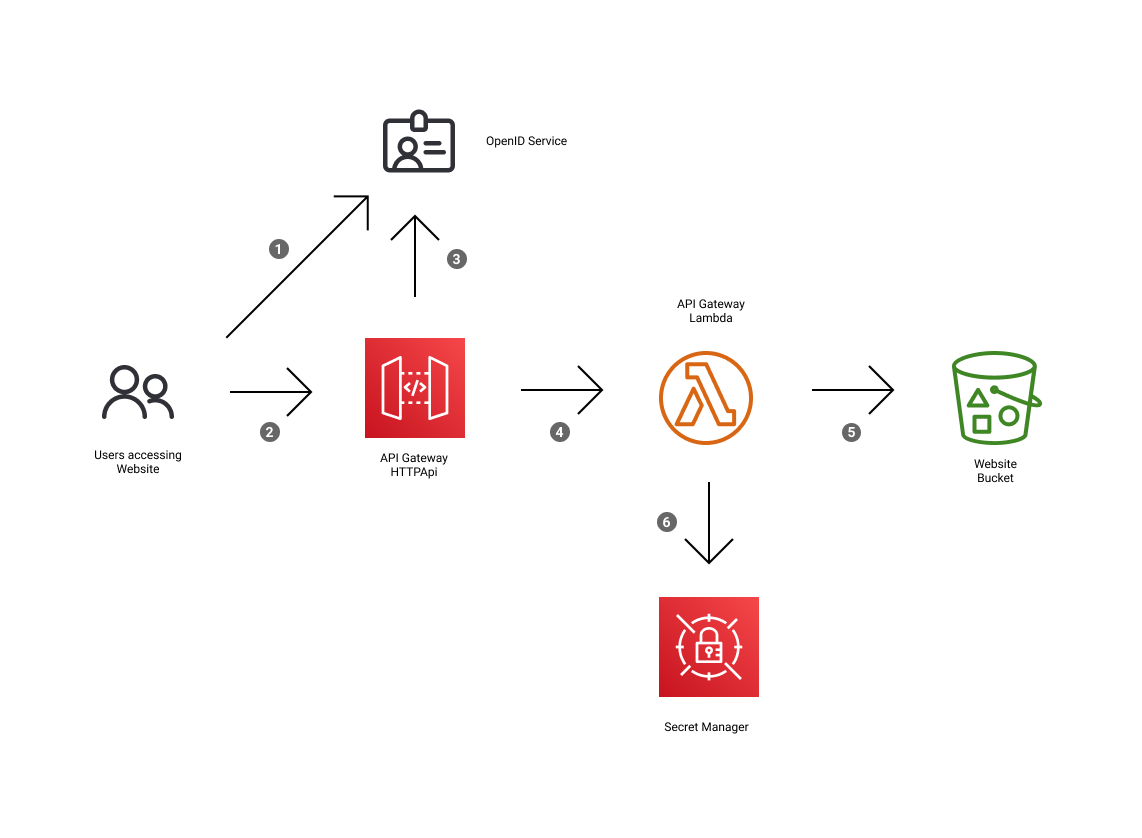 OpenID Service
1
3
API Gateway
Lambda
</>
2
4
5
Users accessing
Website
API Gateway
HTTPApi
Website
Bucket
6
Secret Manager